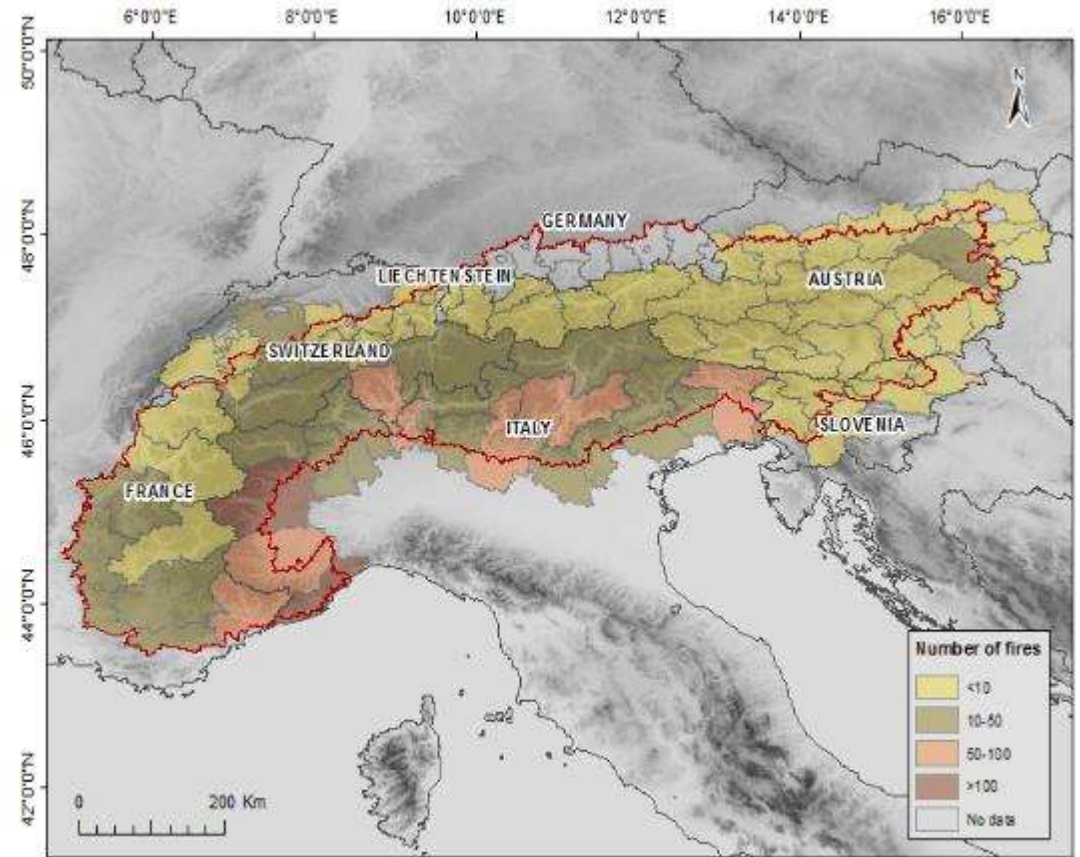 6°0'0"E 8°0'0"E 10°0'0"E 12°0'0"E 14°0'0"E 16°0'0"E
50°0'0"N
N
48°0'0"N
GERMANY
LIECHTENSTEIN
AUSTRIA
SWITZERLAND
46°0'0"N
ITALY
SLOVENIA
FRANCE
44°0'0"N
Number of fires
<10
10-50
50-100
>100
No data
42°0'0"N
0 200 Km